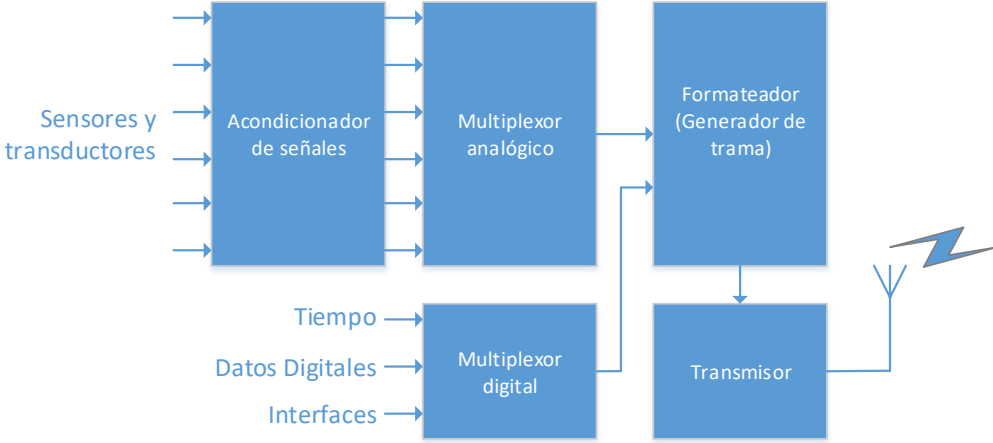 Sensores y
transductores
Acondicionador
de señales
Multiplexor
analógico
Formateador
(Generador de
trama)
Tiempo
Datos Digitales
Interfaces
Multiplexor
digital
Transmisor